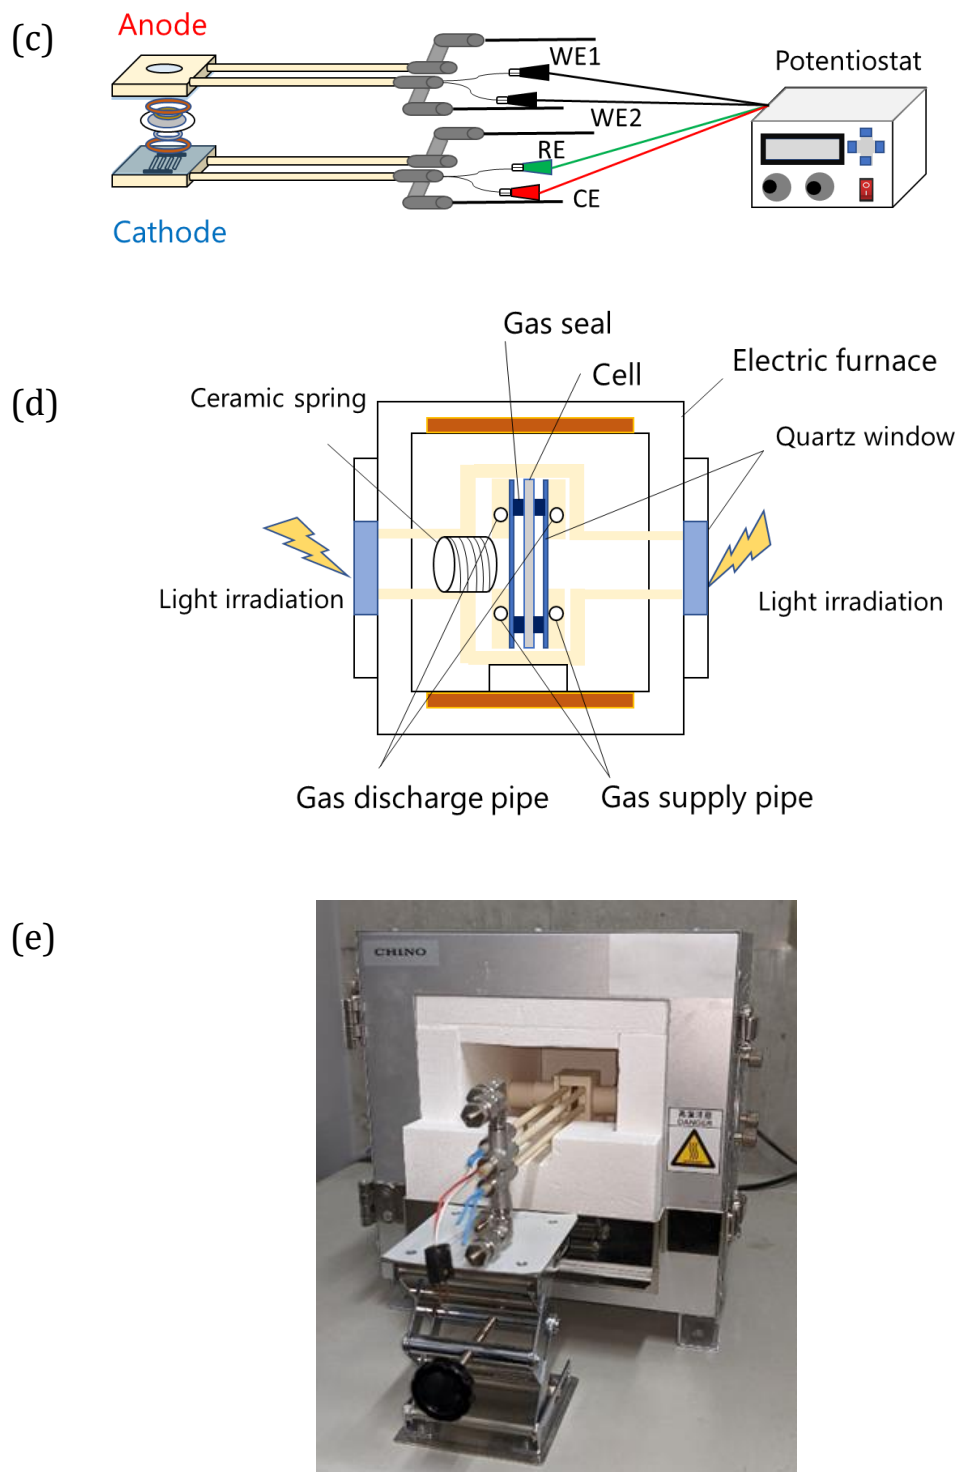 (c)
Anode
WE1
Potentiostat
WE2
RE
CE
Cathode
(d)
Gas seal
Cell
Electric furnace
Ceramic spring
Quartz window
Light irradiation
Light irradiation
Gas discharge pipe
Gas supply pipe
(e)
CHINO
DANGER